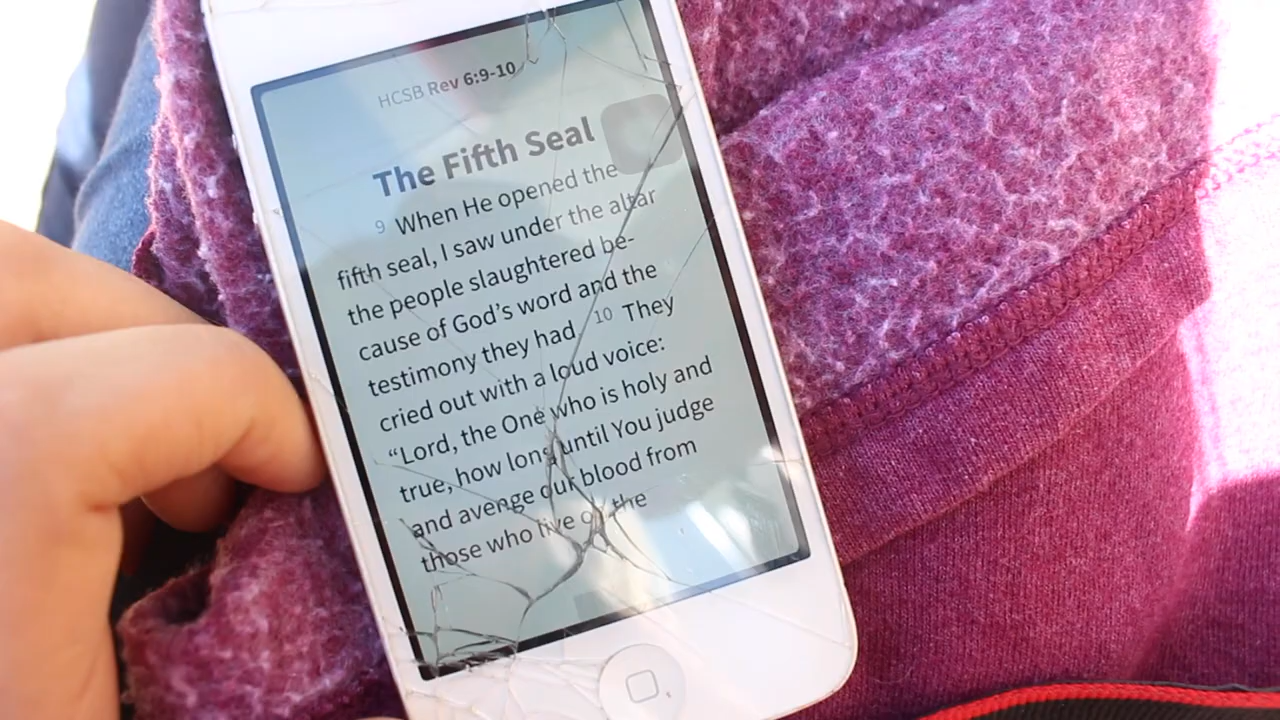 HCSB Rev 6:9-10
The Fifth Seal
9 When He opened the
fifth seal, I saw under the altar
the people slaughtered be-
cause of God's word and the
testimony they had 10 They
cried out with a loud voice:
“Lord, the One who is holy and
true, how long until You judge
and avenge our blood from
those who live on the